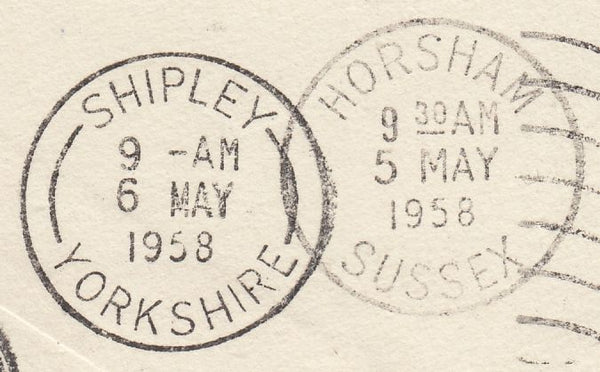 SHIPLEY
9 -AM
6 MAY
1958
YORKSHIRE
HORSHAM
9 30 AM
5 MAY
1958
SUSSEX